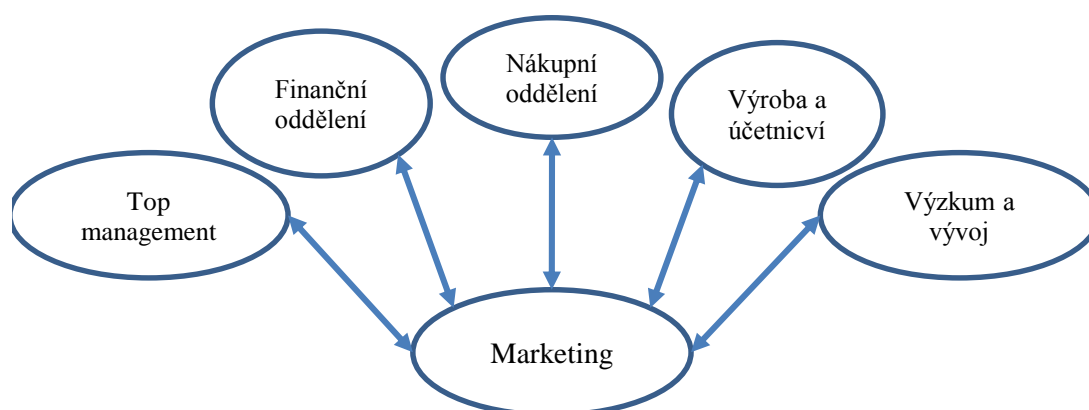 Top
management
Finanční
oddělení
Nákupní
oddělení
Výroba a
účetnicví
Výzkum a
vývoj
Marketing